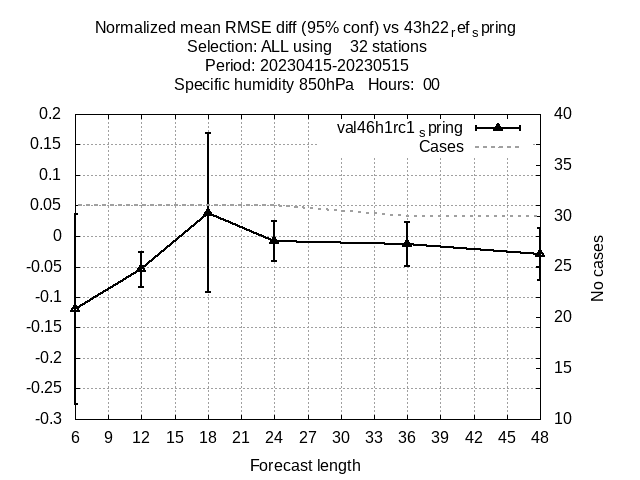 Normalized mean RMSE diff (95% conf) vs 43h22refspring
Selection: ALL using 32 stations
Period: 20230415-20230515
Specific humidity 850hPa Hours: 00
val46h1rc1spring
Cases
0.2
0.15
0.1
0.05
0
-0.05
-0.1
-0.15
-0.2
-0.25
-0.3
40
35
30
25
20
15
10
No cases
6 9 12 15 18 21 24 27 30 33 36 39 42 45 48
Forecast length